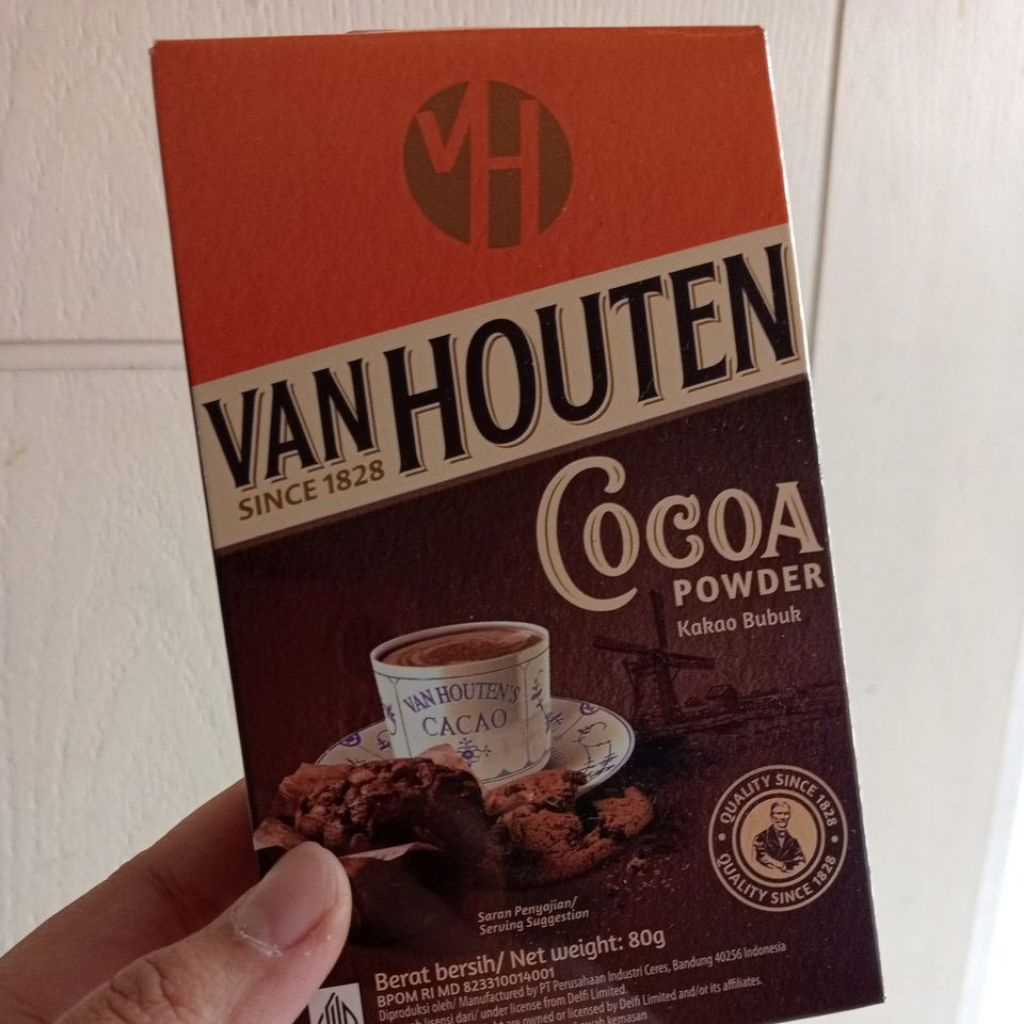 VH
VAN HOUTEN
SINCE 1828
COCOA
POWDER
Kakao Bubuk
VAN HOUTEN'S
CACAO
QUALITY SINCE 1828
QUALITY SINCE 1828
Saran Penyajian/
Serving Suggestion
Berat bersih/ Net weight: 80g
BPOM RI MD 823310014001
Diproduksi oleh/ Manufactured by PT Perusahaan Industri Ceres, Bandung 40256 Indonesia
lisensi dari/ under license from Delfi Limited.
are owned or licensed by Delfi Limited and/or its affiliates.
kemasan